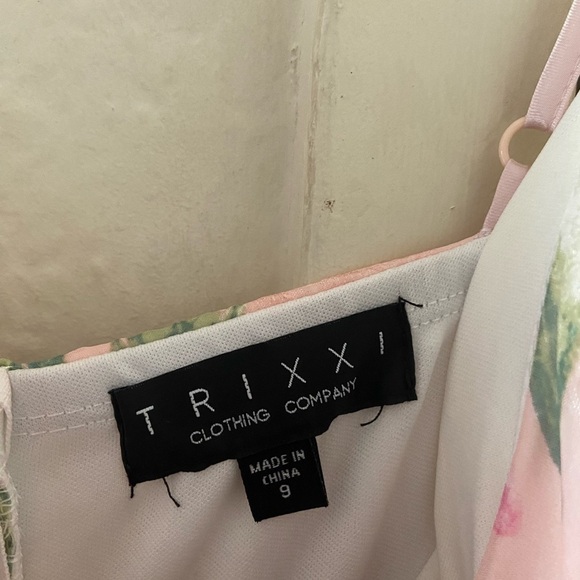 TRIXXI
CLOTHING COMPANY
MADE IN
CHINA
9